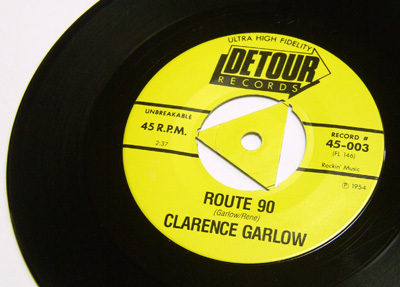 ULTRA HIGH FIDELITY
DETOUR
RECORDS
UNBREAKABLE
45 R.P.M.
2:37
RECORD #
45-003
(FL 146)
Rockin' Music
℗ 1954
ROUTE 90
(Garlow/Rene)
CLARENCE GARLOW